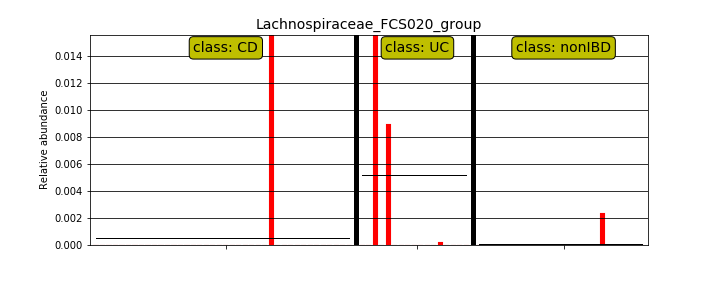 Lachnospiraceae_FCS020_group
class: CD
class: UC
class: nonIBD
Relative abundance
0.014
0.012
0.010
0.008
0.006
0.004
0.002
0.000